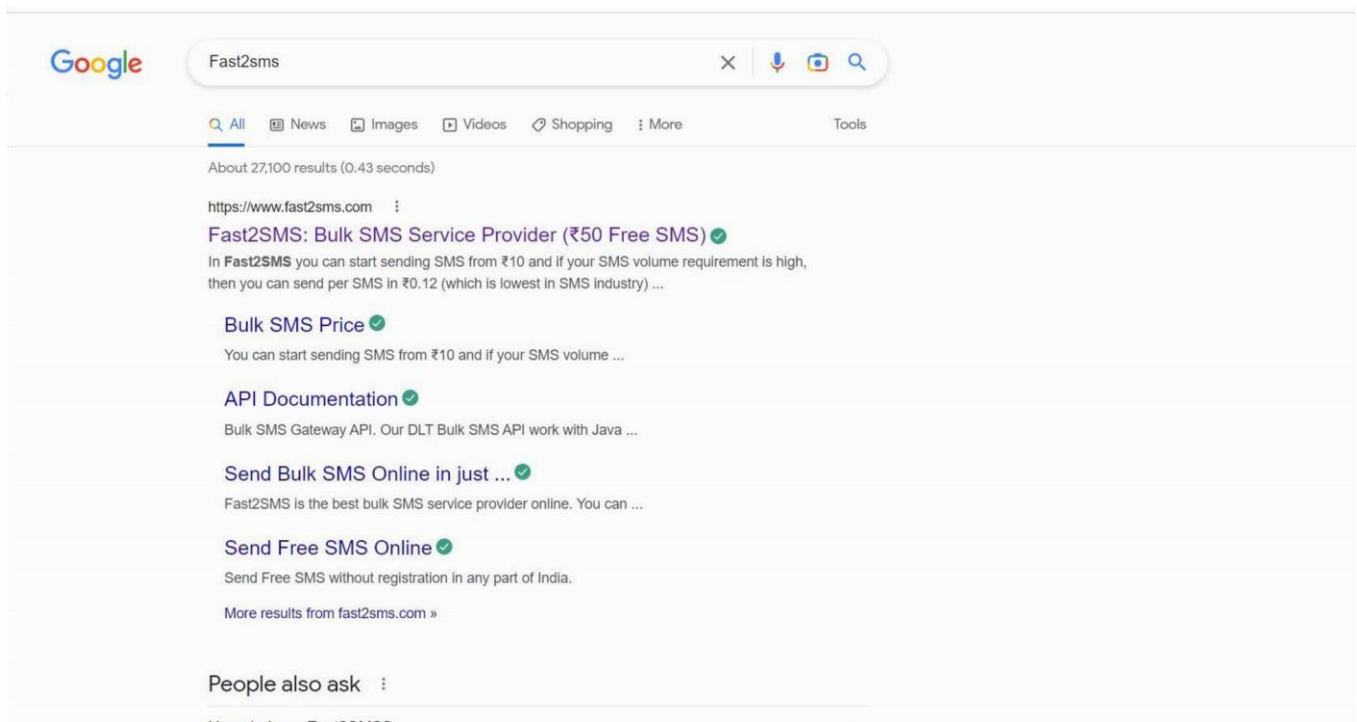 Google
Fast2sms
All News Images Videos Shopping More Tools
About 27,100 results (0.43 seconds)
https://www.fast2sms.com
Fast2SMS: Bulk SMS Service Provider (₹50 Free SMS)
In Fast2SMS you can start sending SMS from ₹10 and if your SMS volume requirement is high,
then you can send per SMS in ₹0.12 (which is lowest in SMS industry) ...
Bulk SMS Price
You can start sending SMS from ₹10 and if your SMS volume ...
API Documentation
Bulk SMS Gateway API. Our DLT Bulk SMS API work with Java ...
Send Bulk SMS Online in just ...
Fast2SMS is the best bulk SMS service provider online. You can ...
Send Free SMS Online
Send Free SMS without registration in any part of India.
More results from fast2sms.com »
People also ask